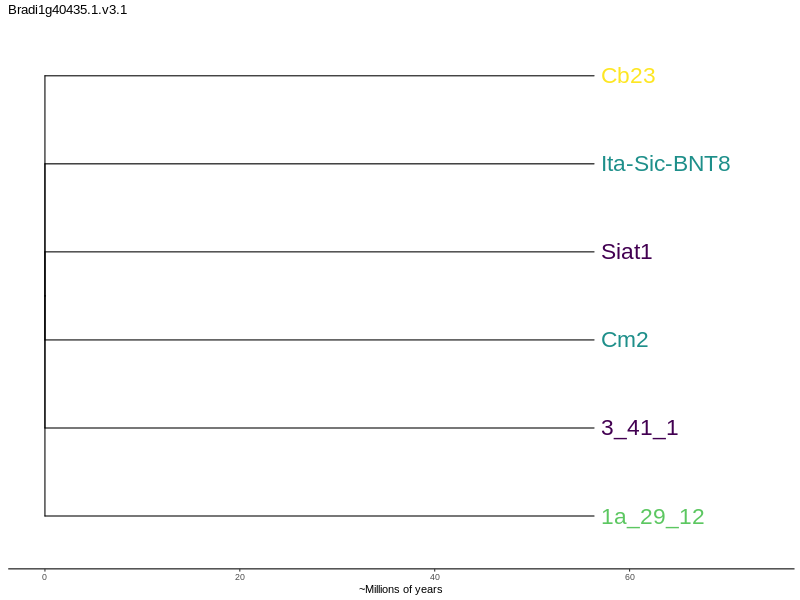 Bradi1g40435.1.v3.1
Cb23
Ita-Sic-BNT8
Siat1
Cm2
3_41_1
1a_29_12
0 20 40 60
~Millions of years